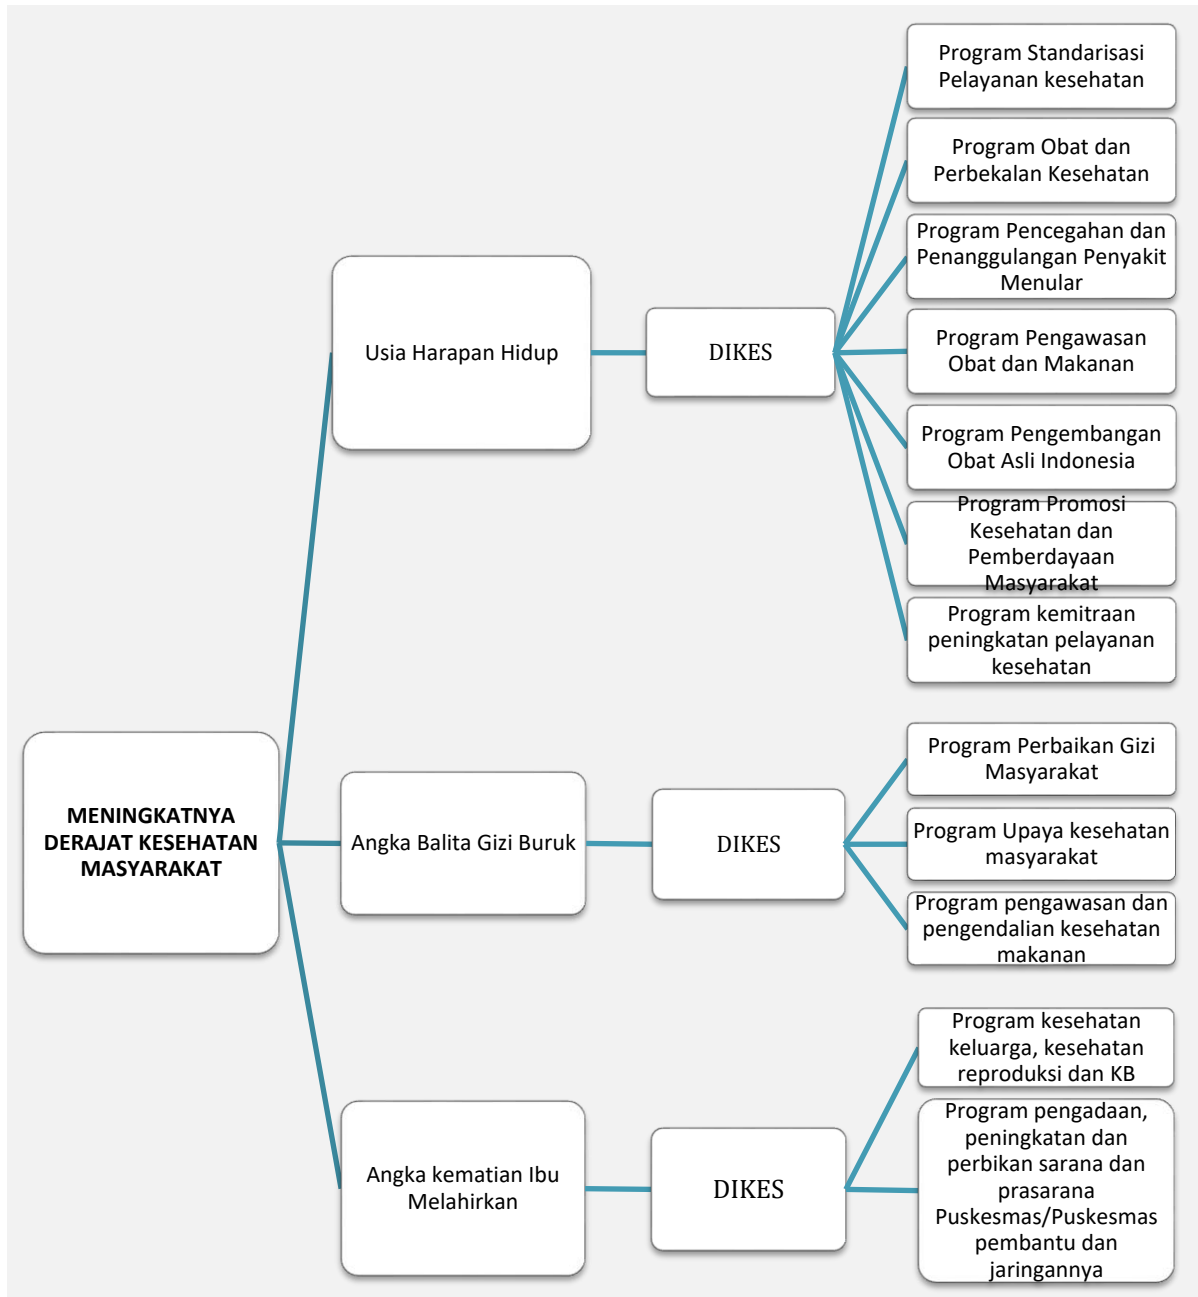 Program Standarisasi
Pelayanan kesehatan
Program Obat dan
Perbekalan Kesehatan
Program Pencegahan dan
Penanggulangan Penyakit
Menular
Usia Harapan Hidup
DIKES
Program Pengawasan
Obat dan Makanan
Program Pengembangan
Obat Asli Indonesia
Program Promosi
Kesehatan dan
Pemberdayaan
Masyarakat
Program kemitraan
peningkatan pelayanan
kesehatan
MENINGKATNYA
DERAJAT KESEHATAN
MASYARAKAT
Angka Balita Gizi Buruk
DIKES
Program Perbaikan Gizi
Masyarakat
Program Upaya kesehatan
masyarakat
Program pengawasan dan
pengendalian kesehatan
makanan
Angka kematian Ibu
Melahirkan
DIKES
Program kesehatan
keluarga, kesehatan
reproduksi dan KB
Program pengadaan,
peningkatan dan
perbikan sarana dan
prasarana
Puskesmas/Puskesmas
pembantu dan
jaringannya